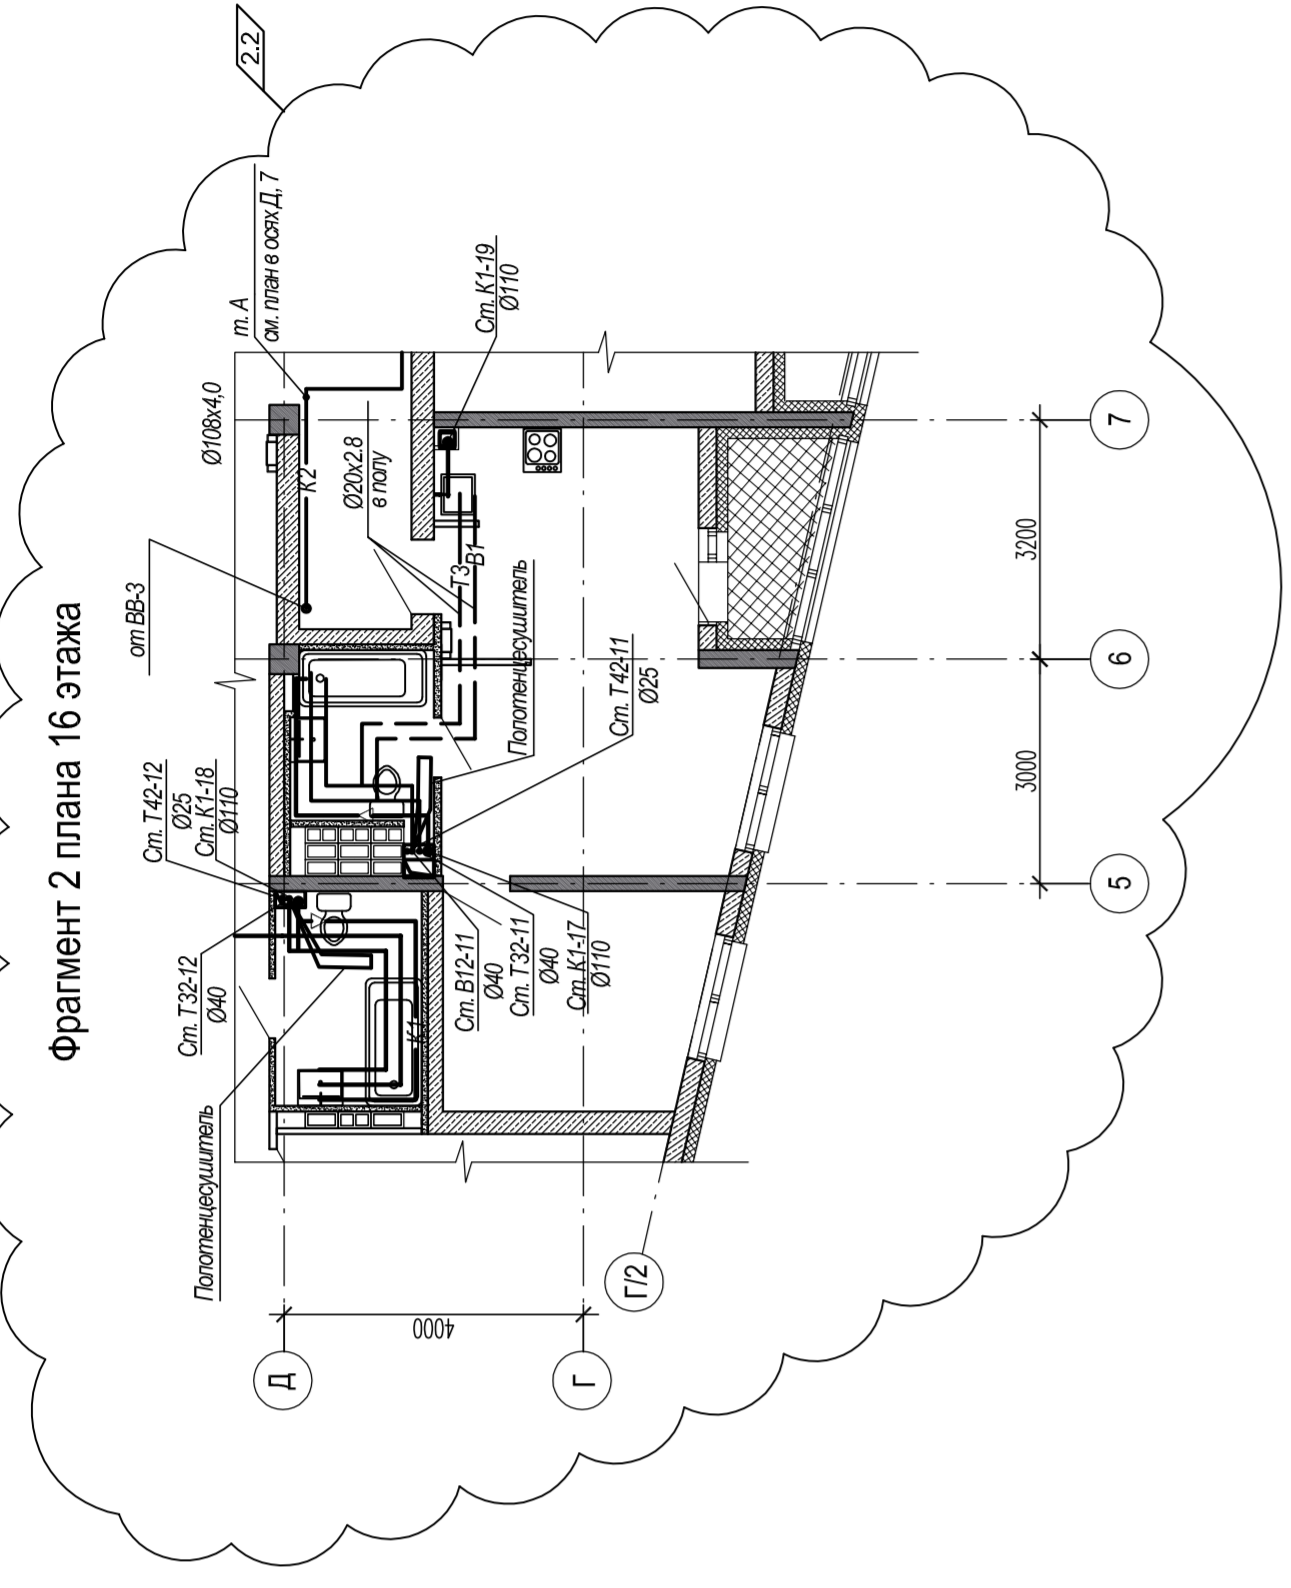 Фрагмент 2 плана 16 этажа
2.2
от ВВ-3
Ø108х4,0
т. А
см. план в осях Д, 7
К2
Ø20х2.8
в полу
Ст. К1-19
Ø110
Т3
В1
Полотенцесушитель
Ст. Т42-11
Ø25
Ст. Т42-12
Ø25
Ст. К1-18
Ø110
Ст. Т32-12
Ø40
Полотенцесушитель
К1
Ст. В12-11
Ø40
Ст. Т32-11
Ø40
Ст. К1-17
Ø110
4000
3000
3200
Д
Г
Г/2
5
6
7